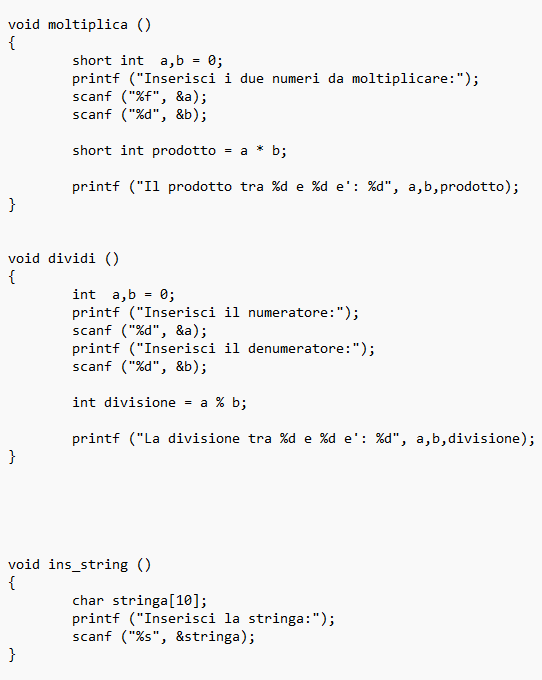 void moltiplica ()
{
        short int  a,b = 0;
        printf ("Inserisci i due numeri da moltiplicare:");
        scanf ("%f", &a);
        scanf ("%d", &b);

        short int prodotto = a * b;

        printf ("Il prodotto tra %d e %d e': %d", a,b,prodotto);
}


void dividi ()
{
        int  a,b = 0;
        printf ("Inserisci il numeratore:");
        scanf ("%d", &a);
        printf ("Inserisci il denumeratore:");
        scanf ("%d", &b);

        int divisione = a % b;

        printf ("La divisione tra %d e %d e': %d", a,b,divisione);
}


void ins_string ()
{
        char stringa[10];
        printf ("Inserisci la stringa:");
        scanf ("%s", &stringa);
}